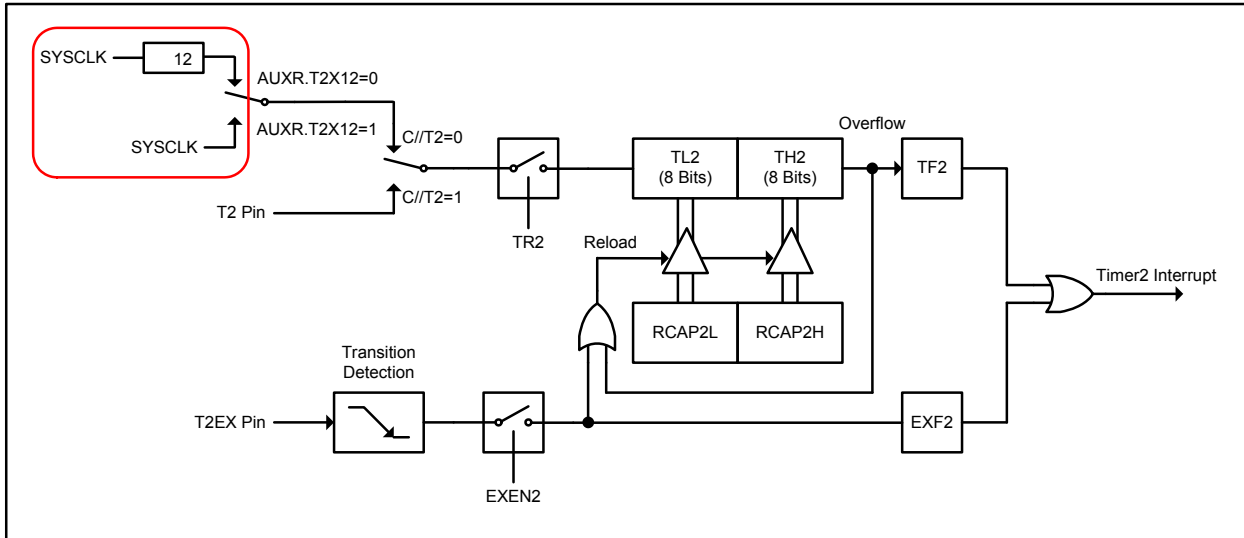 SYSCLK
12
AUXR.T2X12=0
AUXR.T2X12=1
SYSCLK
C//T2=0
C//T2=1
T2 Pin
TR2
TL2
(8 Bits)
TH2
(8 Bits)
Overflow
TF2
Reload
RCAP2L
RCAP2H
Timer2 Interrupt
Transition
Detection
T2EX Pin
EXEN2
EXF2